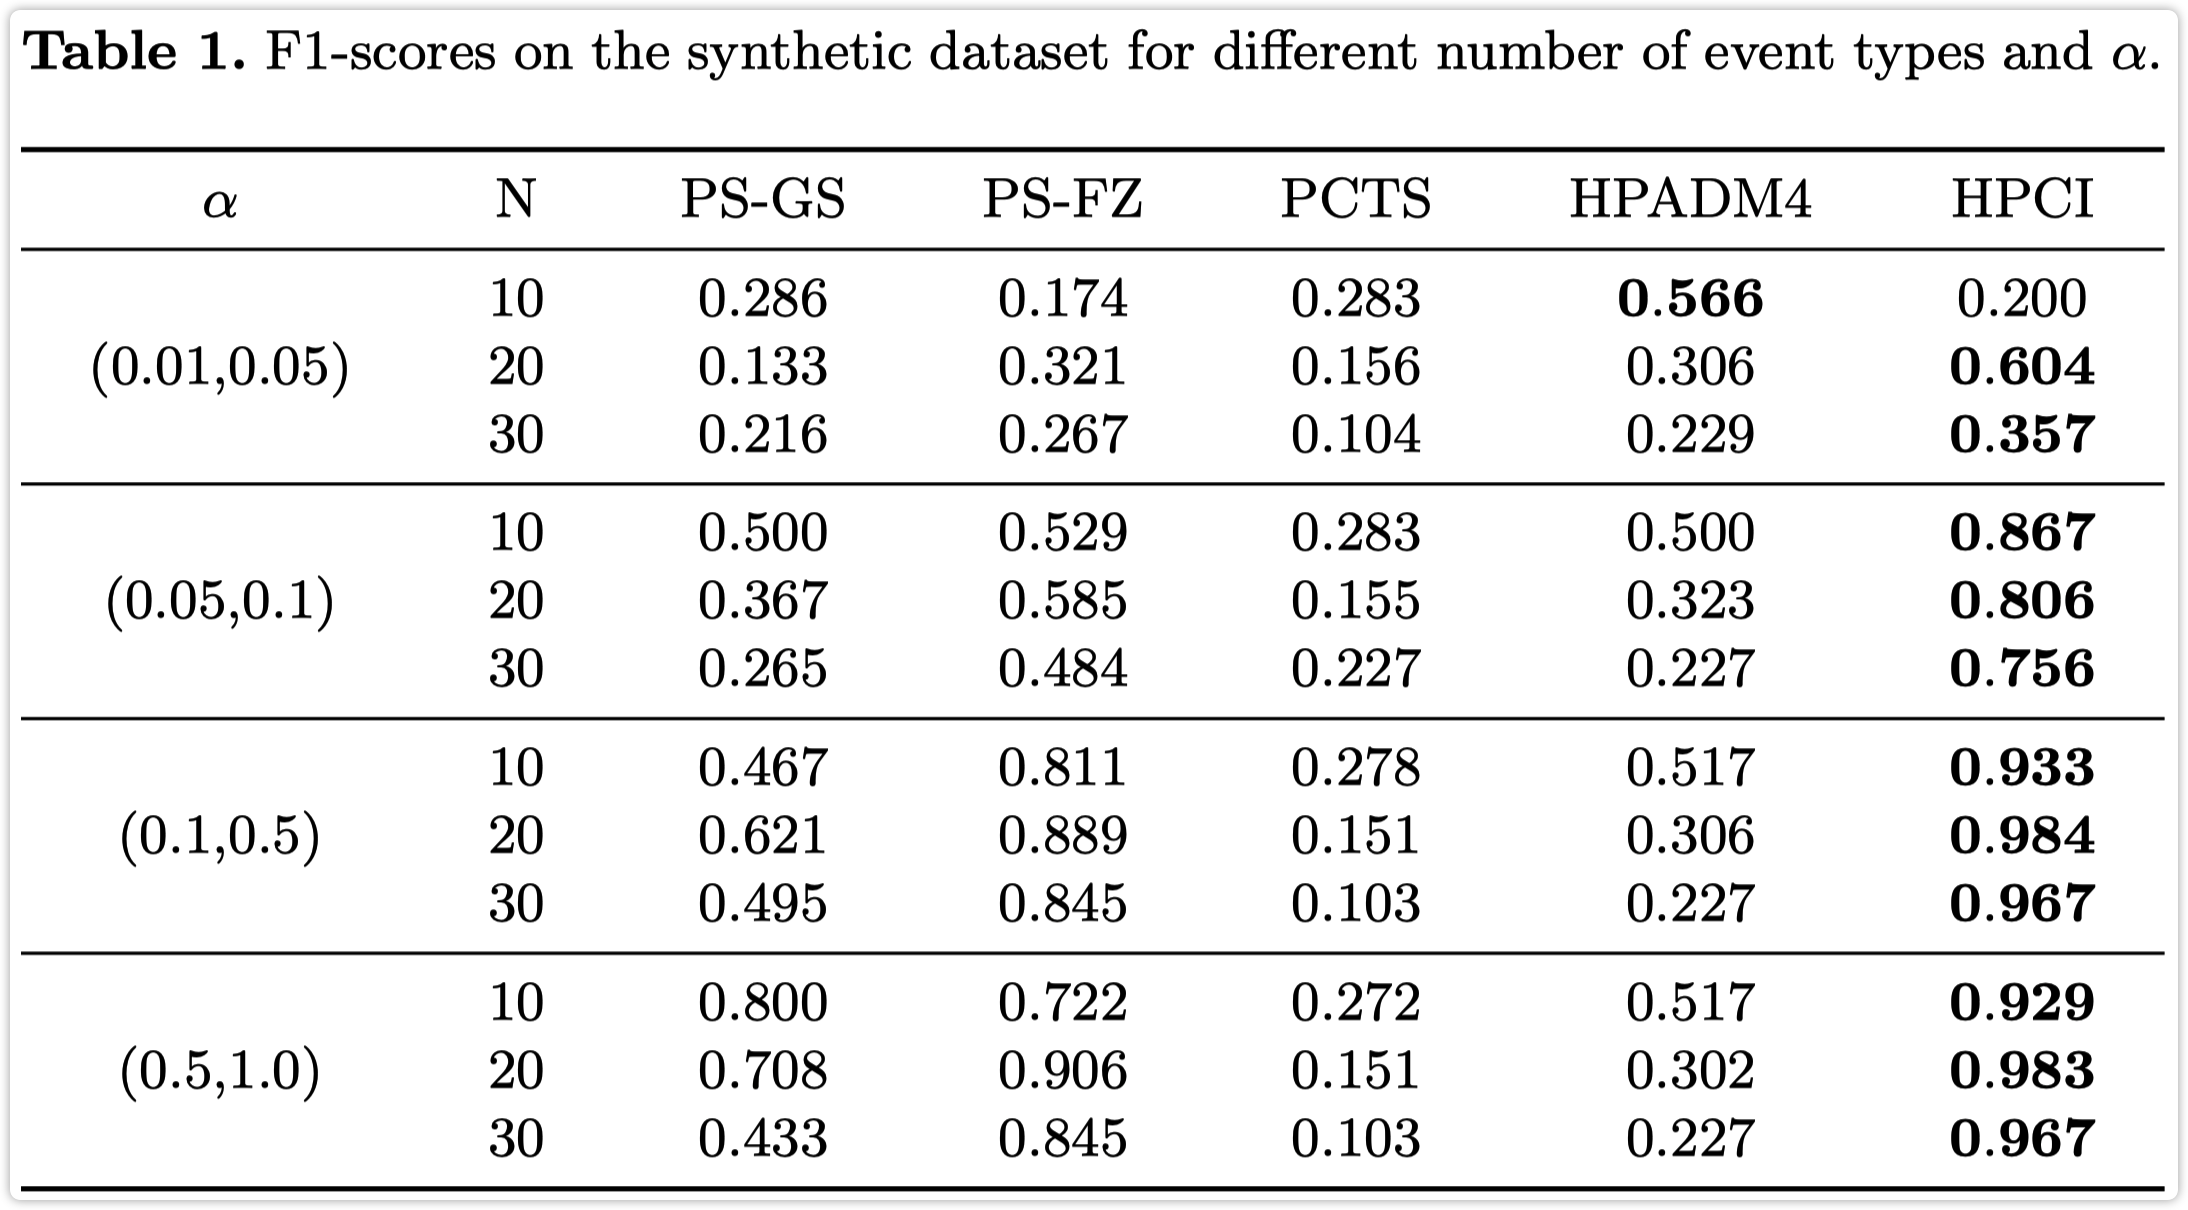 Table 1. F1-scores on the synthetic dataset for different number of event types and α.
α N PS-GS PS-FZ PCTS HPADM4 HPCI
10 0.286 0.174 0.283 0.566 0.200
(0.01,0.05) 20 0.133 0.321 0.156 0.306 0.604
30 0.216 0.267 0.104 0.229 0.357
10 0.500 0.529 0.283 0.500 0.867
(0.05,0.1) 20 0.367 0.585 0.155 0.323 0.806
30 0.265 0.484 0.227 0.227 0.756
10 0.467 0.811 0.278 0.517 0.933
(0.1,0.5) 20 0.621 0.889 0.151 0.306 0.984
30 0.495 0.845 0.103 0.227 0.967
10 0.800 0.722 0.272 0.517 0.929
(0.5,1.0) 20 0.708 0.906 0.151 0.302 0.983
30 0.433 0.845 0.103 0.227 0.967